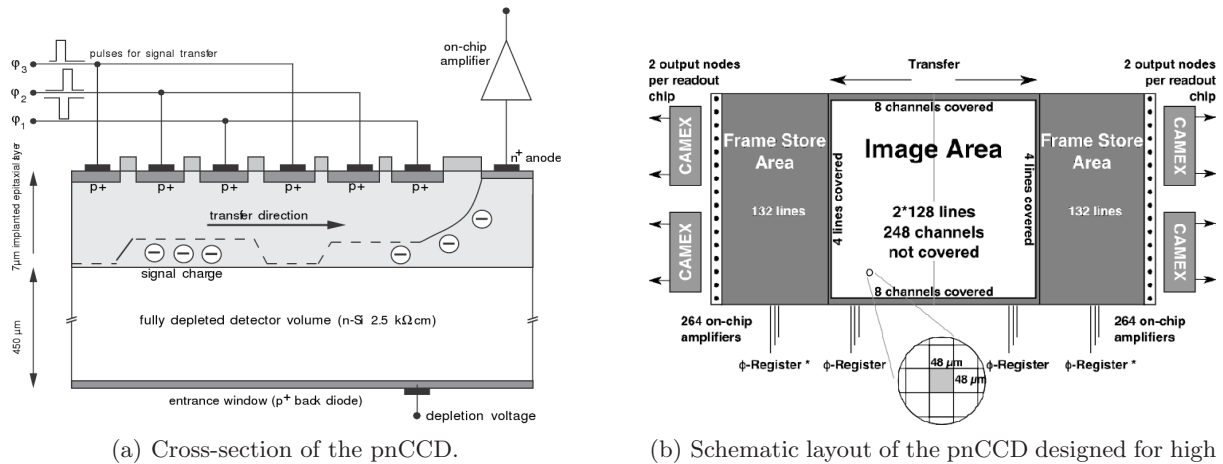 pulses for signal transfer
φ3
φ2
φ1
on-chip
amplifier
n+ anode
p+ p+ p+ p+ p+ p+
7μm implanted epitaxial layer
transfer direction
signal charge
450 μm
fully depleted detector volume (n-Si 2.5 kΩcm)
entrance window (p+ back diode)
depletion voltage
(a) Cross-section of the pnCCD.
2 output nodes
per readout
chip
Transfer
2 output nodes
per readout
chip
CAMEX
CAMEX
Frame Store
Area
132 lines
8 channels covered
4 lines covered
Image Area
2*128 lines
248 channels
not covered
4 lines covered
8 channels covered
Frame Store
Area
132 lines
CAMEX
CAMEX
264 on-chip
amplifiers
264 on-chip
amplifiers
ϕ-Register * ϕ-Register ϕ-Register ϕ-Register *
48 μm
48 μm
(b) Schematic layout of the pnCCD designed for high